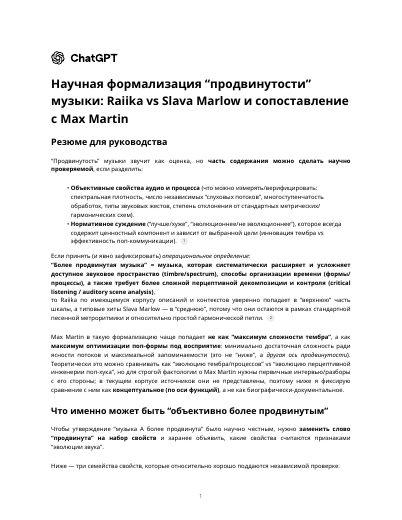 ChatGPT
Научная формализация “продвинутости”
музыки: Raiika vs Slava Marlow и сопоставление
с Max Martin
Резюме для руководства
“Продвинутость” музыки звучит как оценка, но часть содержания можно сделать научно
проверяемой, если разделить:
• Объективные свойства аудио и процесса (что можно измерять/верифицировать):
спектральная плотность, число независимых “слуховых потоков”, многоступенчатость
обработок, типы звуковых жестов, степень отклонения от стандартных метрических/
гармонических схем).
• Нормативное суждение (“лучше/хуже”, “эволюционнее/не эволюционнее”), которое всегда
содержит ценностный компонент и зависит от выбранной цели (инновация тембра vs
эффективность поп-коммуникации). 1
Если принять (и явно зафиксировать) операциональное определение:
“Более продвинутая музыка” = музыка, которая систематически расширяет и усложняет
доступное звуковое пространство (timbre/spectrum), способы организации времени (формы/
процессы), а также требует более сложной перцептивной декомпозиции и контроля (critical
listening / auditory scene analysis),
то Raiika по имеющемуся корпусу описаний и контекстов уверенно попадает в “верхнюю” часть
шкалы, а типовые хиты Slava Marlow — в “среднюю”, потому что они остаются в рамках стандартной
песенной метроритмики и относительно простой гармонической петли. 2
Max Martin в такую формализацию чаще попадает не как “максимум сложности тембра”, а как
максимум оптимизации поп-формы под восприятие: минимально достаточная сложность ради
ясности потоков и максимальной запоминаемости (это не “ниже”, а другая ось продвинутости).
Теоретически это можно сравнивать как “эволюцию тембра/процессов” vs “эволюцию перцептивной
инженерии поп-хука”, но для строгой фактологии о Max Martin нужны первичные интервью/разборы
с его стороны; в текущем корпусе источников они не представлены, поэтому ниже я фиксирую
сравнение с ним как концептуальное (по оси функций), а не как биографически-документальное.
Что именно может быть “объективно более продвинутым”
Чтобы утверждение “музыка A более продвинута” было научно честным, нужно заменить слово
“продвинута” на набор свойств и заранее объявить, какие свойства считаются признаками
“эволюции звука”.
Ниже — три семейства свойств, которые относительно хорошо поддаются независимой проверке:
1